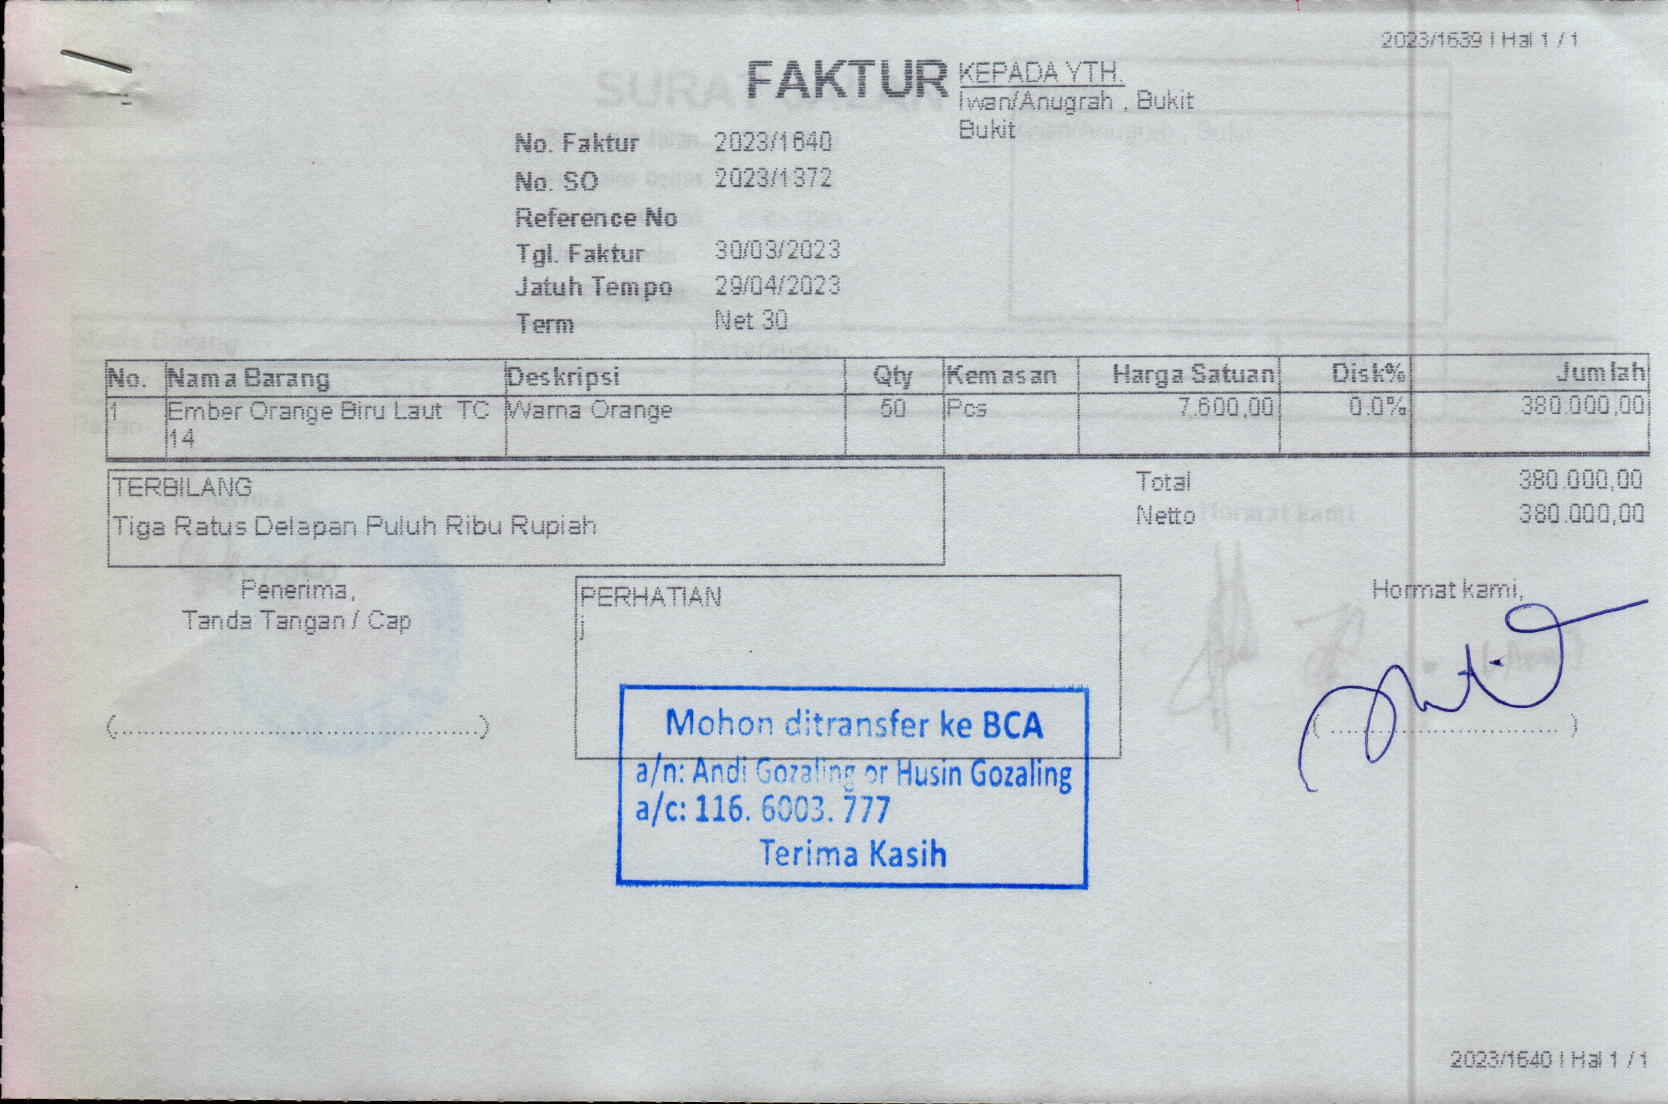 2023/1639 | Hal 1 / 1
FAKTUR
KEPADA YTH.
Iwan/Anugrah , Bukit
Bukit
No. Faktur 2023/1640
No. SO 2023/1372
Reference No
Tgl. Faktur 30/03/2023
Jatuh Tempo 29/04/2023
Term Net 30
No. Nama Barang Deskripsi Qty Kemasan Harga Satuan Disk% Jumlah
1 Ember Orange Biru Laut TC Warna Orange 50 Pcs 7.600,00 0.0% 380.000,00
14
TERBILANG
Tiga Ratus Delapan Puluh Ribu Rupiah
Total 380.000,00
Netto 380.000,00
Penerima,
Tanda Tangan / Cap
PERHATIAN
j
Hormat kami,
Mohon ditransfer ke BCA
a/n: Andi Gozaling or Husin Gozaling
a/c: 116. 6003. 777
Terima Kasih
2023/1640 | Hal 1 / 1